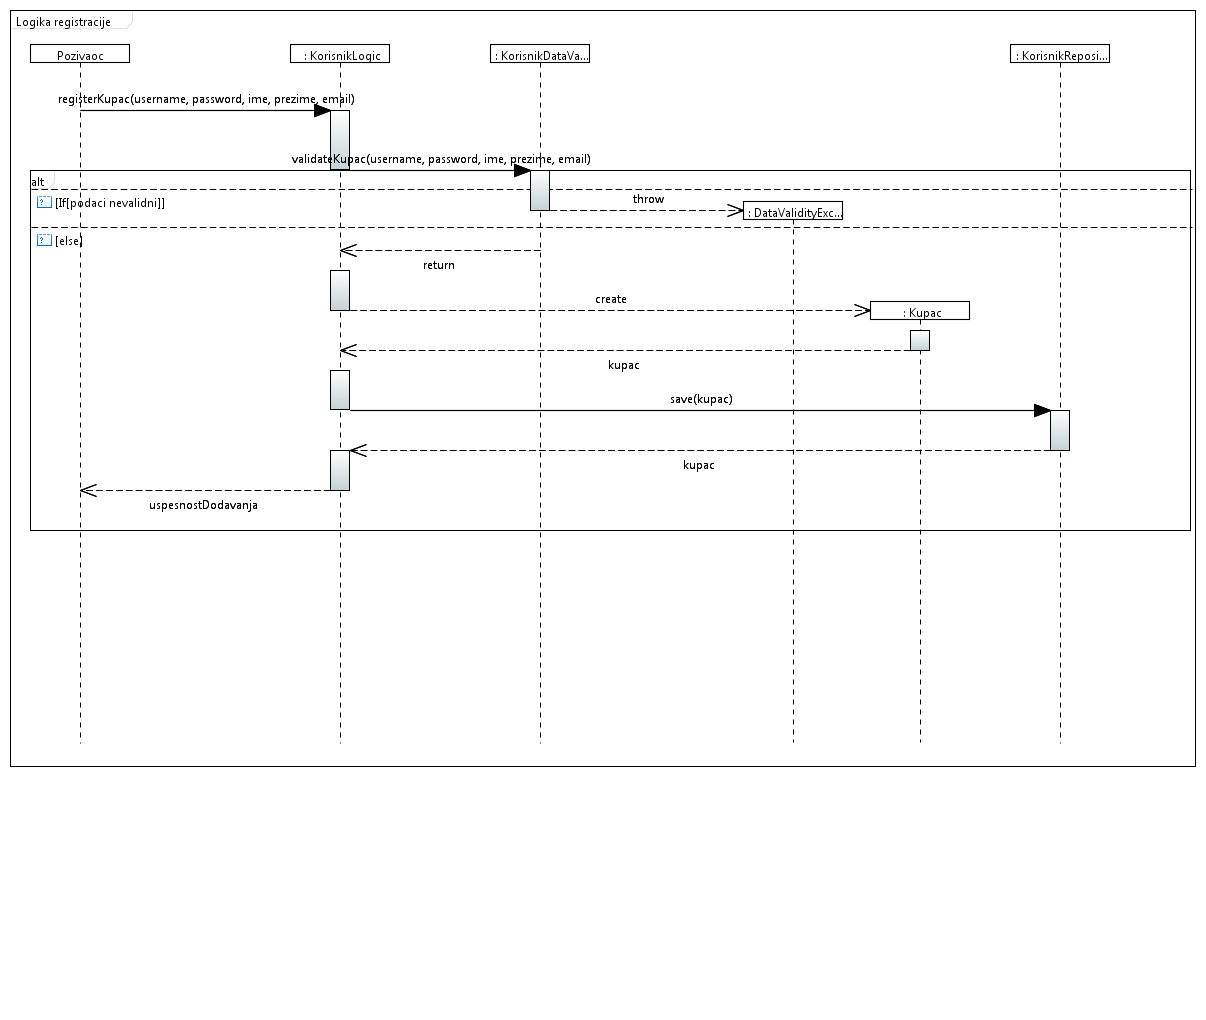 Logika registracije
Pozivaoc
: KorisnikLogic
: KorisnikDataVa...
: KorisnikReposi...
registerKupac(username, password, ime, prezime, email)
validateKupac(username, password, ime, prezime, email)
alt
[If[podaci nevalidni]]
throw
: DataValidityExc...
[else]
return
create
: Kupac
kupac
save(kupac)
kupac
uspesnostDodavanja